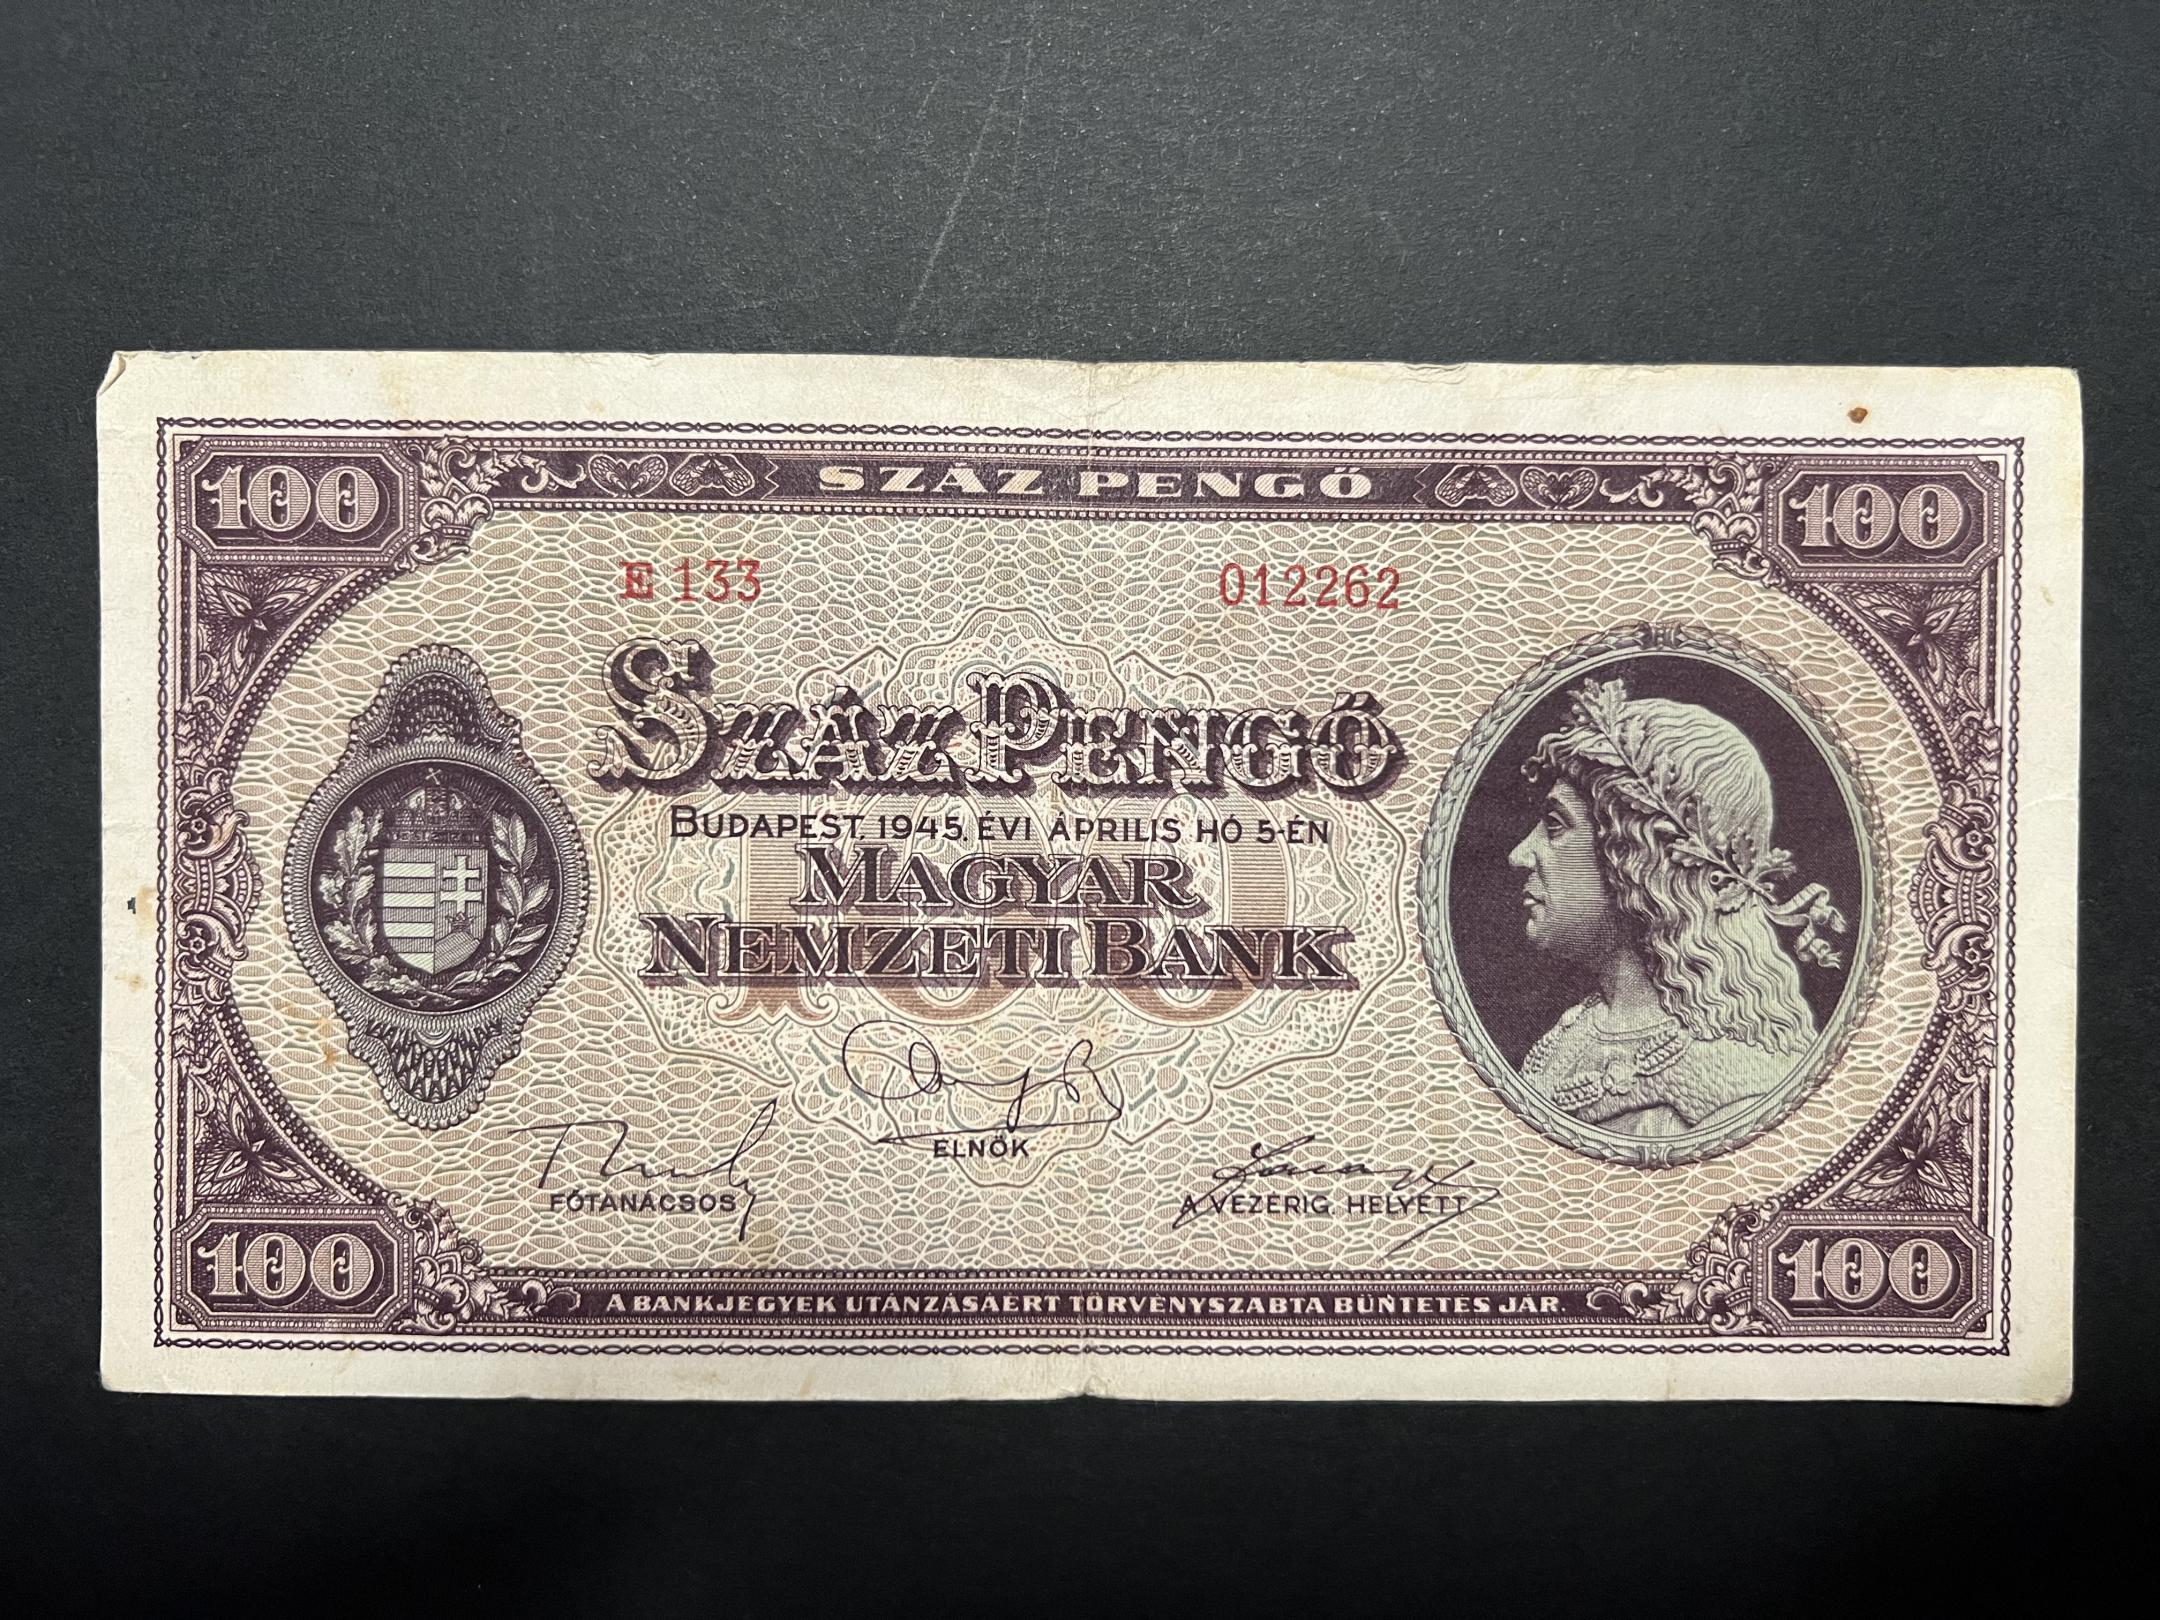 100 SZÁZ PENGŐ 100
E 133 012262
SZÁZ PENGŐ
BUDAPEST, 1945. ÉVI ÁPRILIS HÓ 5-ÉN
100
MAGYAR
NEMZETI BANK
ELNÖK
FŐTANÁCSOS A VEZÉRIG. HELYETT
100 A BANKJEGYEK UTÁNZÁSÁÉRT TÖRVÉNYSZABTA BÜNTETÉS JÁR. 100